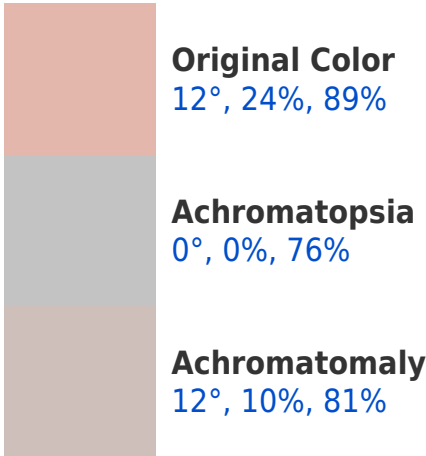 Original Color
12°, 24%, 89%
Achromatopsia
0°, 0%, 76%
Achromatomaly
12°, 10%, 81%